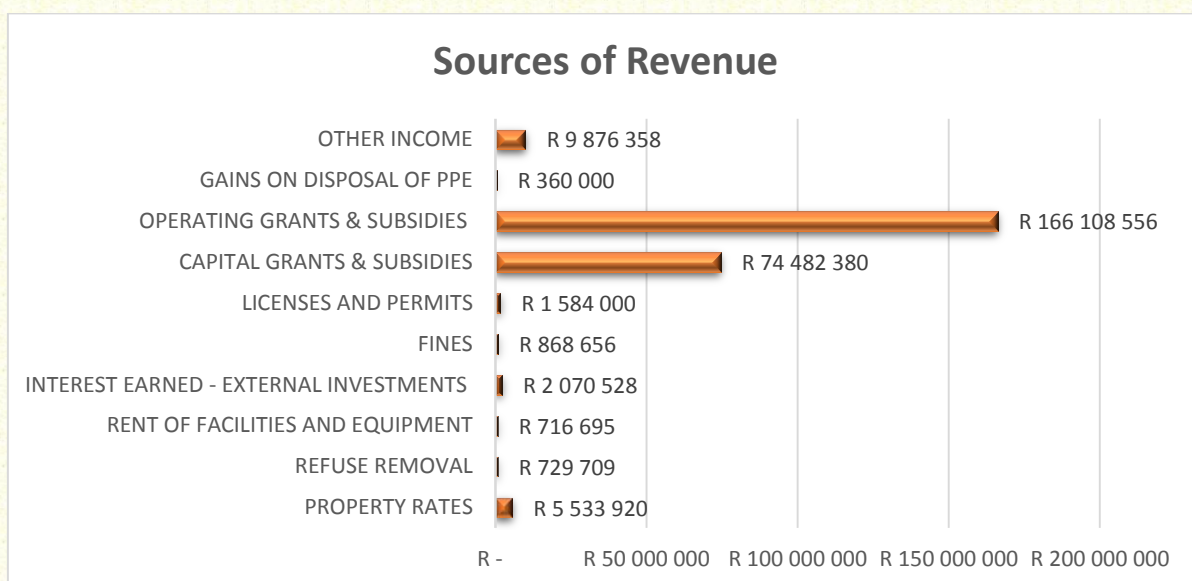 Sources of Revenue
OTHER INCOME R 9 876 358
GAINS ON DISPOSAL OF PPE R 360 000
OPERATING GRANTS & SUBSIDIES R 166 108 556
CAPITAL GRANTS & SUBSIDIES R 74 482 380
LICENSES AND PERMITS R 1 584 000
FINES R 868 656
INTEREST EARNED - EXTERNAL INVESTMENTS R 2 070 528
RENT OF FACILITIES AND EQUIPMENT R 716 695
REFUSE REMOVAL R 729 709
PROPERTY RATES R 5 533 920
R - R 50 000 000 R 100 000 000 R 150 000 000 R 200 000 000